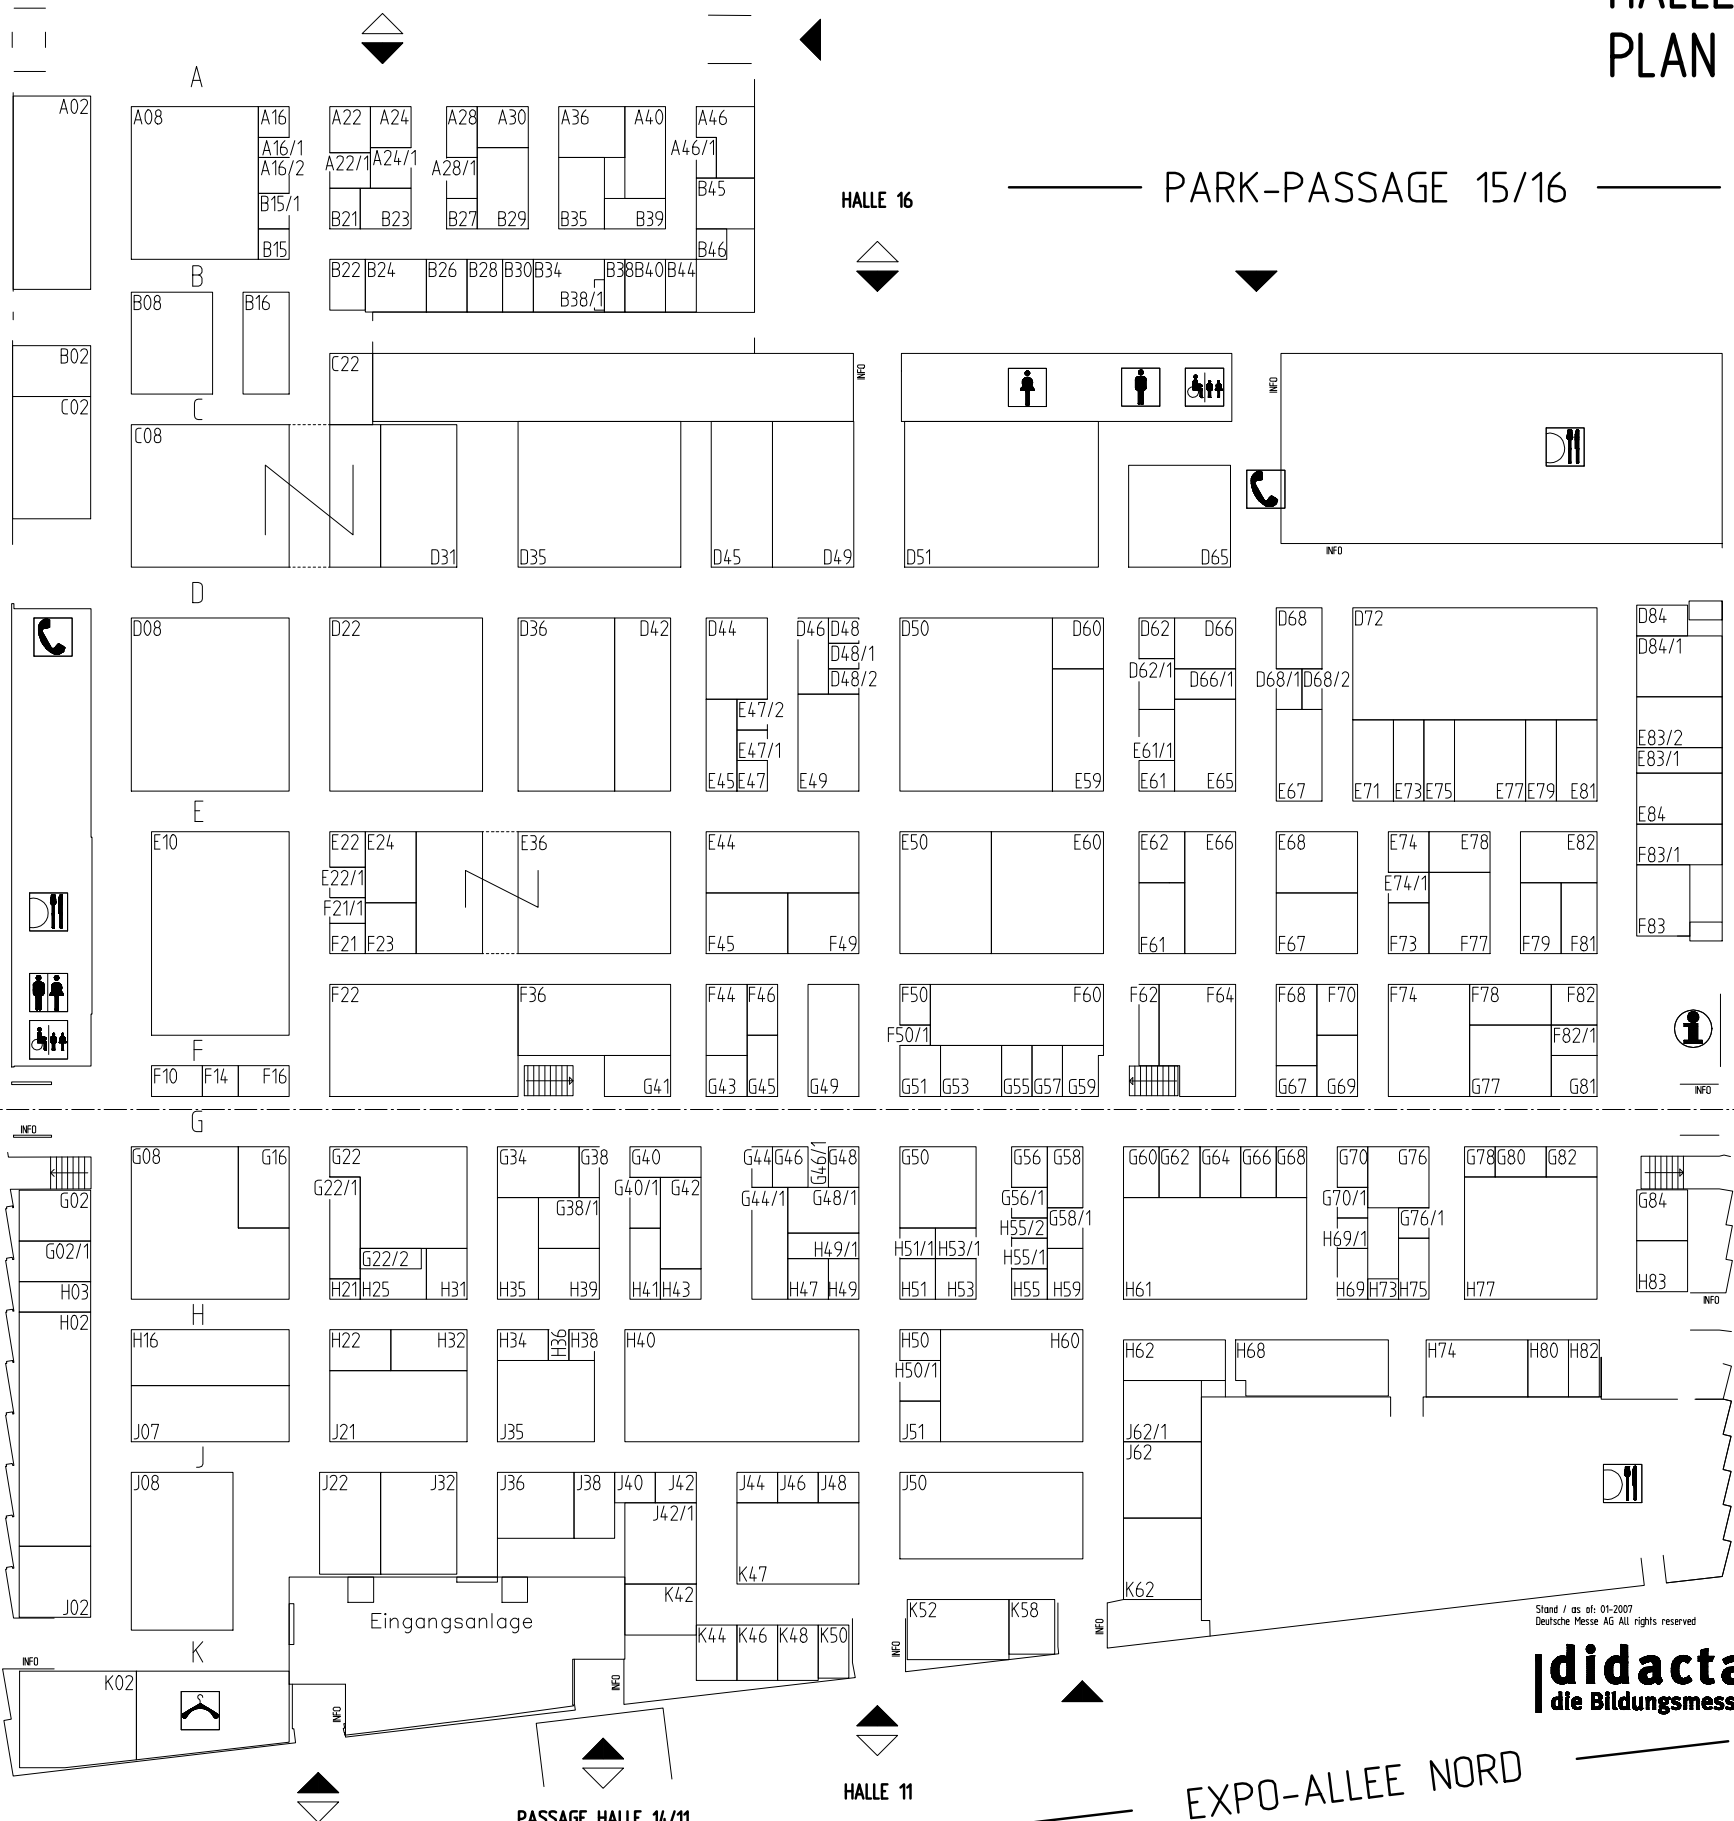 PLAN
A
A02
A08
A16
A22
A24
A28
A30
A36
A40
A46
A16/1
A16/2
A22/1
A24/1
A28/1
A46/1
B15/1
B15
B21
B23
B27
B29
B35
B39
B45
B46
HALLE 16
PARK-PASSAGE 15/16
B
B22
B24
B26
B28
B30
B34
B38
B40
B44
B38/1
B08
B16
B02
C22
INFO
INFO
C
C02
C08
D31
D35
D45
D49
D51
D65
INFO
D
D08
D22
D36
D42
D44
D46
D48
D48/1
D48/2
D50
D60
D62
D66
D62/1
D66/1
D68
D68/1
D68/2
D72
D84
D84/1
E47/2
E47/1
E45
E47
E49
E59
E61/1
E61
E65
E67
E71
E73
E75
E77
E79
E81
E83/2
E83/1
E84
E
E10
E22
E24
E36
E44
E50
E60
E62
E66
E68
E74
E78
E82
E22/1
E74/1
F83/1
F21/1
F21
F23
F45
F49
F61
F67
F73
F77
F79
F81
F83
F22
F36
F44
F46
F50
F60
F62
F64
F68
F70
F74
F78
F82
F50/1
F82/1
F
F10
F14
F16
G41
G43
G45
G49
G51
G53
G55
G57
G59
G67
G69
G77
G81
INFO
G
INFO
G08
G16
G22
G34
G38
G40
G44
G46
G46/1
G48
G50
G56
G58
G60
G62
G64
G66
G68
G70
G76
G78
G80
G82
G02
G22/1
G38/1
G40/1
G42
G44/1
G48/1
G56/1
G58/1
G70/1
G76/1
G84
G02/1
G22/2
H49/1
H51/1
H53/1
H55/2
H55/1
H69/1
H03
H21
H25
H31
H35
H39
H41
H43
H47
H49
H51
H53
H55
H59
H61
H69
H73
H75
H77
H83
INFO
H
H02
H16
H22
H32
H34
H36
H38
H40
H50
H60
H62
H68
H74
H80
H82
H50/1
J07
J21
J35
J51
J62/1
J62
J
J08
J22
J32
J36
J38
J40
J42
J44
J46
J48
J50
J42/1
K47
K42
K62
J02
Eingangsanlage
K44
K46
K48
K50
K52
K58
INFO
INFO
Stand / as of: 01-2007
Deutsche Messe AG All rights reserved
K
INFO
K02
INFO
INFO
didacta
die Bildungsmess
HALLE 11
EXPO-ALLEE NORD
PASSAGE HALLE 14/11